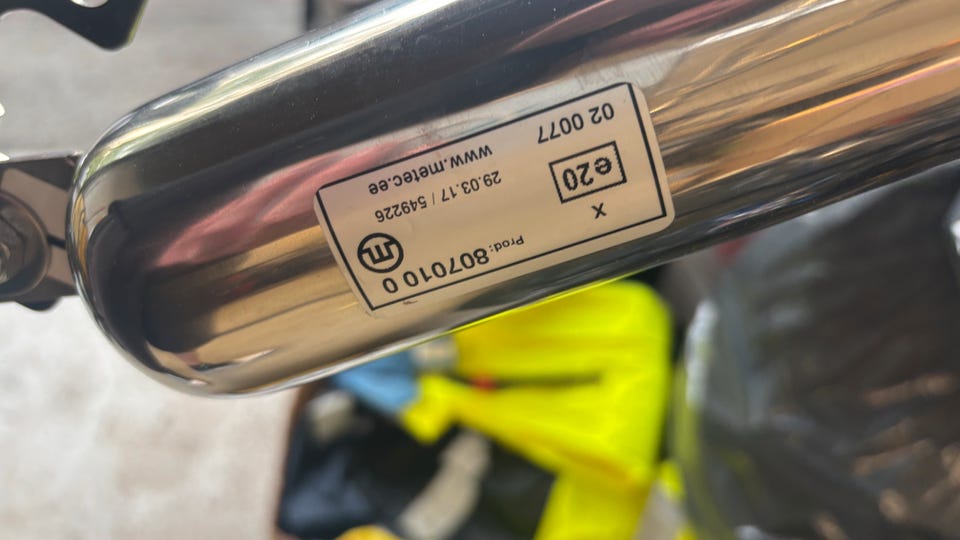 Prod: 807010 0
29.03.17 / 549226
www.metec.ee
X
e20
02 0077